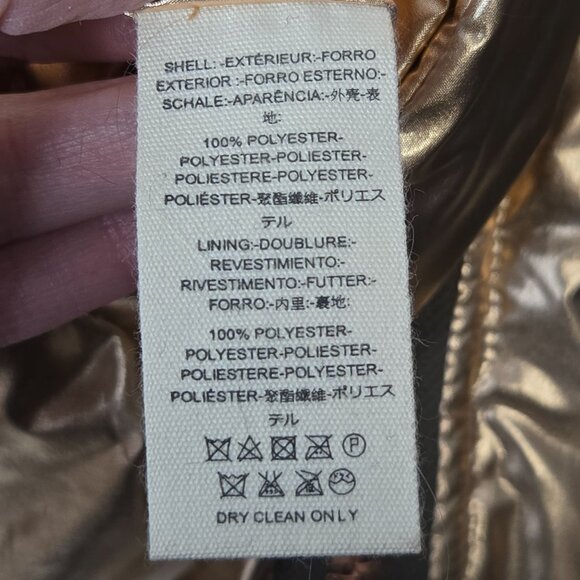 SHELL:-EXTÉRIEUR:-FORRO
EXTERIOR :-FORRO ESTERNO:-
SCHALE:-APARÊNCIA:-外壳-表
地:
100% POLYESTER-
POLYESTER-POLIESTER-
POLIESTERE-POLYESTER-
POLIÉSTER-聚酯纖維-ポリエス
テル
LINING:-DOUBLURE:-
REVESTIMIENTO:-
RIVESTIMENTO:-FUTTER:-
FORRO:-内里:-裏地:
100% POLYESTER-
POLYESTER-POLIESTER-
POLIESTERE-POLYESTER-
POLIÉSTER-聚酯纖維-ポリエス
テル
P
DRY CLEAN ONLY